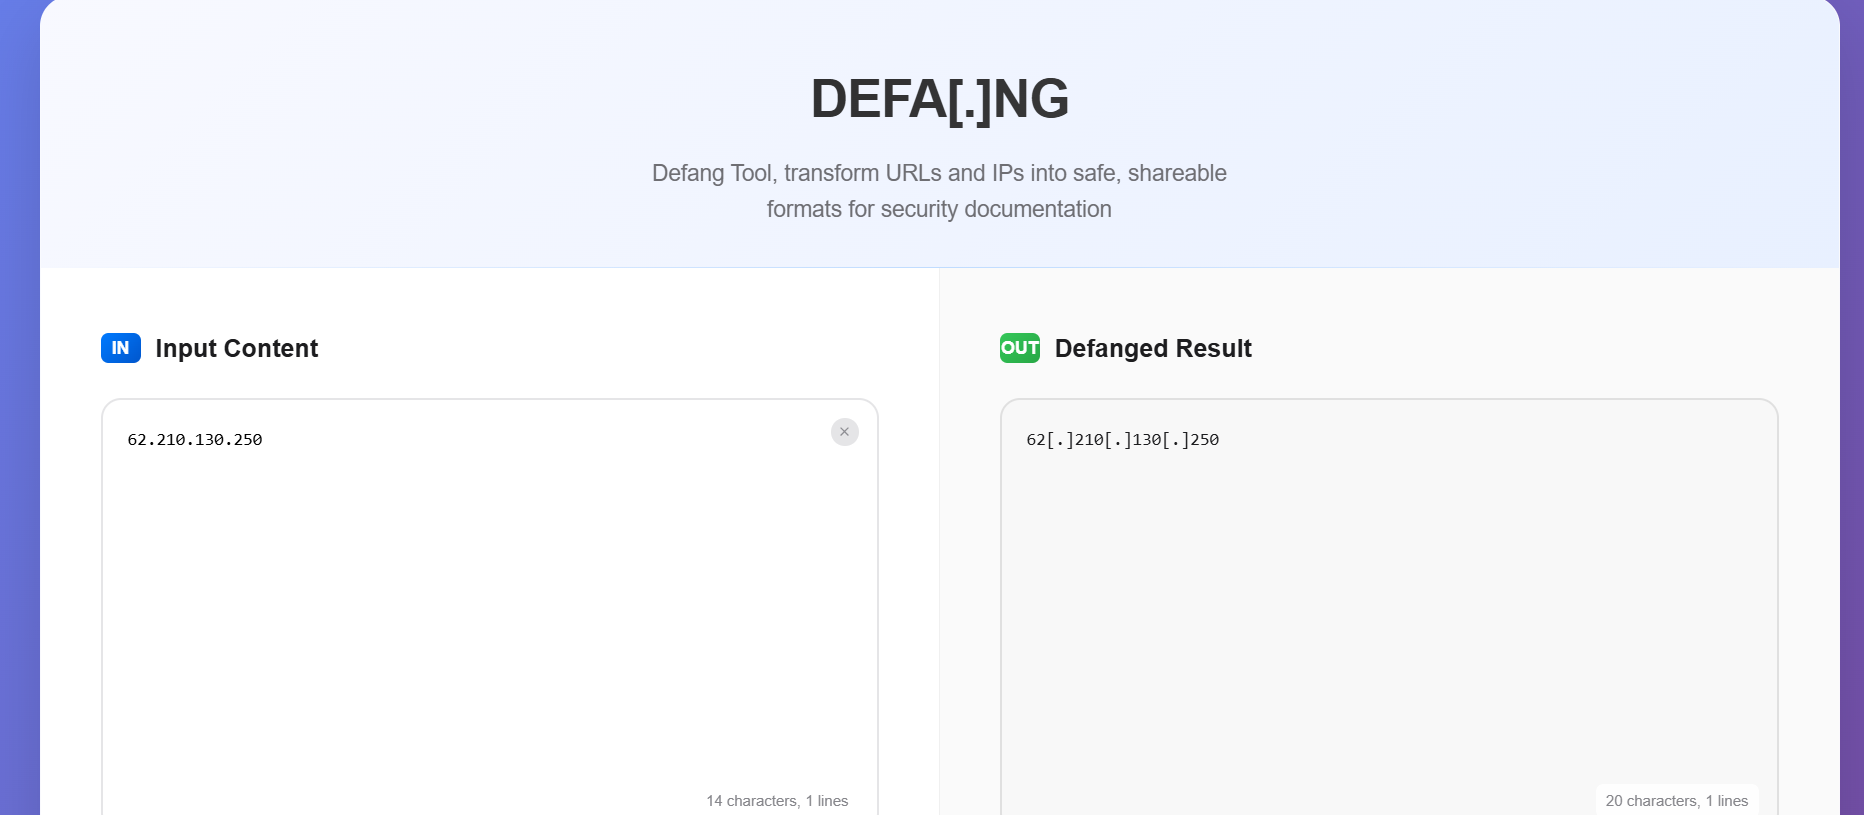 DEFA[.]NG
Defang Tool, transform URLs and IPs into safe, shareable
formats for security documentation
IN Input Content
62.210.130.250
×
14 characters, 1 lines
OUT Defanged Result
62[.]210[.]130[.]250
20 characters, 1 lines